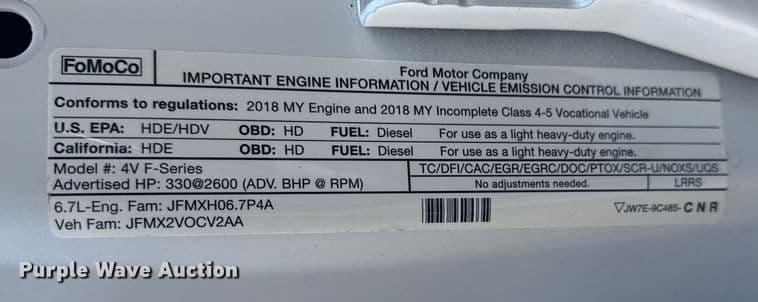 FoMoCo
Ford Motor Company
IMPORTANT ENGINE INFORMATION / VEHICLE EMISSION CONTROL INFORMATION
Conforms to regulations: 2018 MY Engine and 2018 MY Incomplete Class 4-5 Vocational Vehicle
U.S. EPA: HDE/HDV OBD: HD FUEL: Diesel For use as a light heavy-duty engine.
California: HDE OBD: HD FUEL: Diesel For use as a light heavy-duty engine.
Model #: 4V F-Series TC/DFI/CAC/EGR/EGRC/DOC/PTOX/SCR-U/NOXS/UQS
Advertised HP: 330@2600 (ADV. BHP @ RPM) No adjustments needed. LRRS
6.7L-Eng. Fam: JFMXH06.7P4A
Veh Fam: JFMX2VOCV2AA
▽JW7E-9C485- C N R
Purple Wave Auction